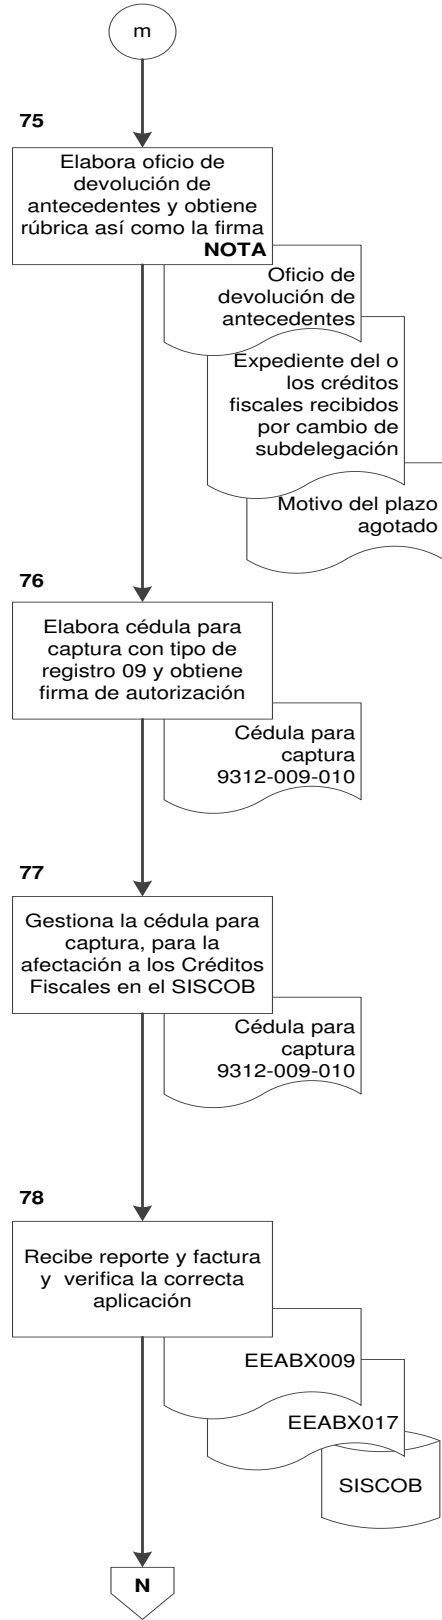 m
75
Elabora oficio de
devolución de
antecedentes y obtiene
rúbrica así como la firma
NOTA
Oficio de
devolución de
antecedentes
Expediente del o
los créditos
fiscales recibidos
por cambio de
subdelegación
Motivo del plazo
agotado
76
Elabora cédula para
captura con tipo de
registro 09 y obtiene
firma de autorización
Cédula para
captura
9312-009-010
77
Gestiona la cédula para
captura, para la
afectación a los Créditos
Fiscales en el SISCOB
Cédula para
captura
9312-009-010
78
Recibe reporte y factura
y verifica la correcta
aplicación
EEABX009
EEABX017
SISCOB
N